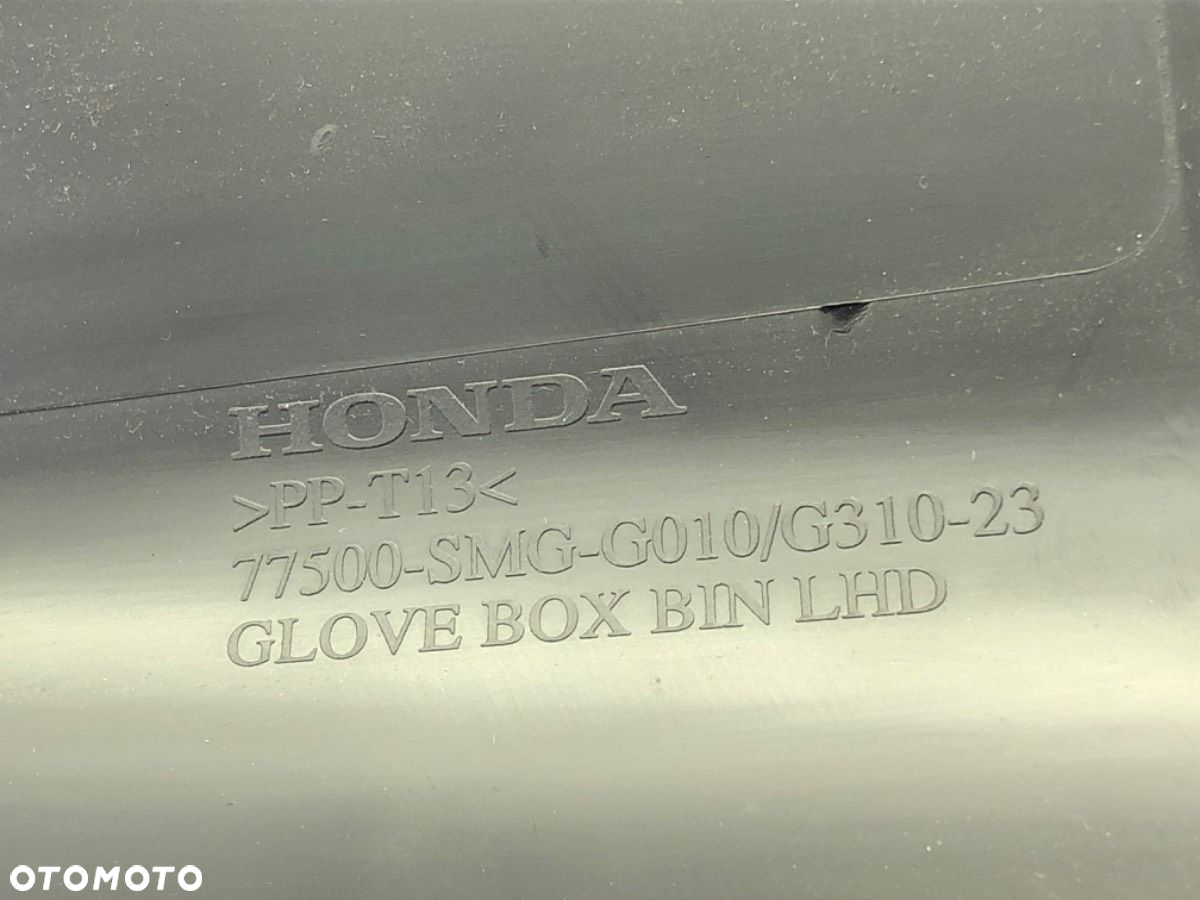 HONDA
>PP-T13<
77500-SMG-G010/G310-23
GLOVE BOX BIN LHD
OTOMOTO